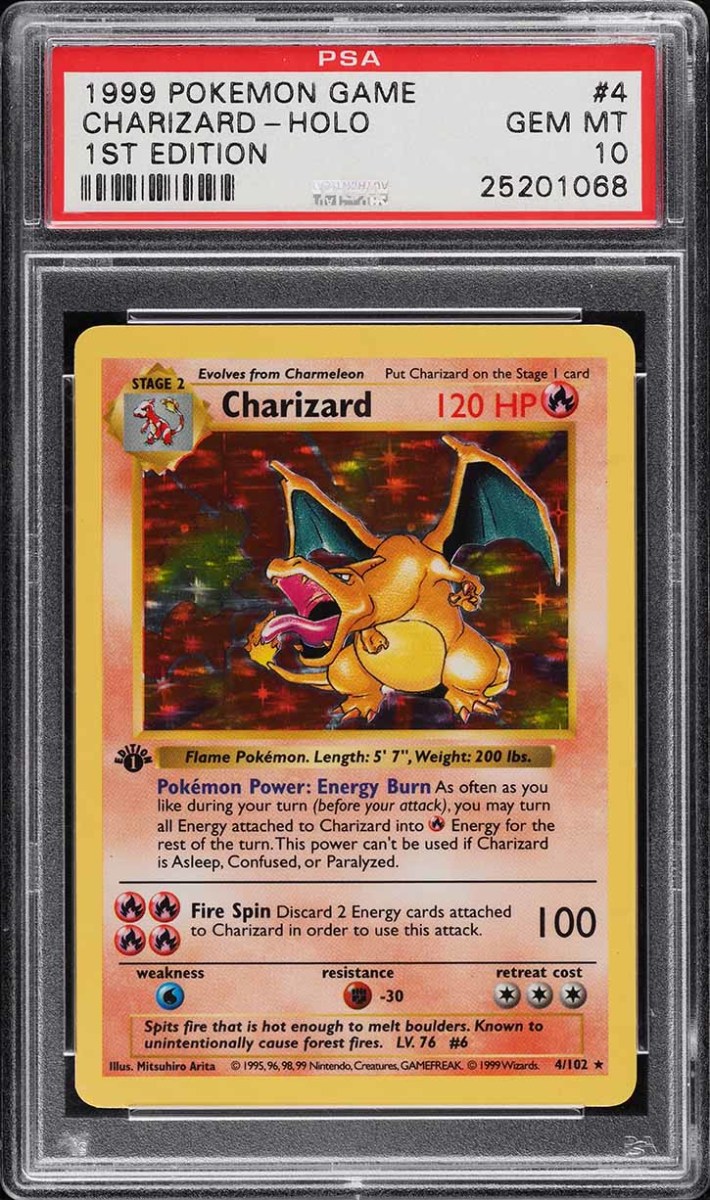 PSA
1999 POKEMON GAME #4
CHARIZARD - HOLO GEM MT
1ST EDITION 10
25201068
STAGE 2
Evolves from Charmeleon Put Charizard on the Stage 1 card
Charizard 120 HP
EDITION
1
Flame Pokémon. Length: 5' 7", Weight: 200 lbs.
Pokémon Power: Energy Burn As often as you
like during your turn (before your attack), you may turn
all Energy attached to Charizard into Energy for the
rest of the turn. This power can't be used if Charizard
is Asleep, Confused, or Paralyzed.
Fire Spin Discard 2 Energy cards attached
to Charizard in order to use this attack.
100
weakness resistance retreat cost
-30
Spits fire that is hot enough to melt boulders. Known to
unintentionally cause forest fires. LV. 76 #6
Illus. Mitsuhiro Arita © 1995, 96, 98, 99 Nintendo, Creatures, GAMEFREAK. © 1999 Wizards. 4/102 ★